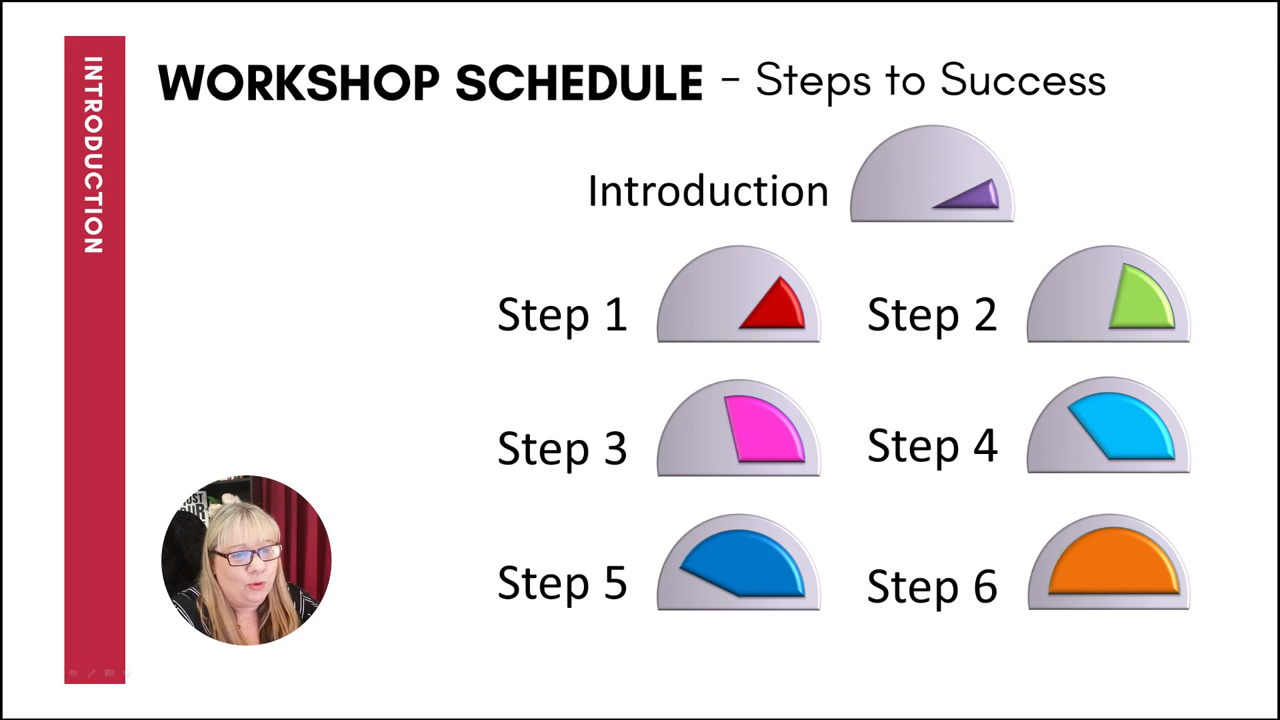 INTRODUCTION
WORKSHOP SCHEDULE - Steps to Success
Introduction
Step 1
Step 2
Step 3
Step 4
Step 5
Step 6